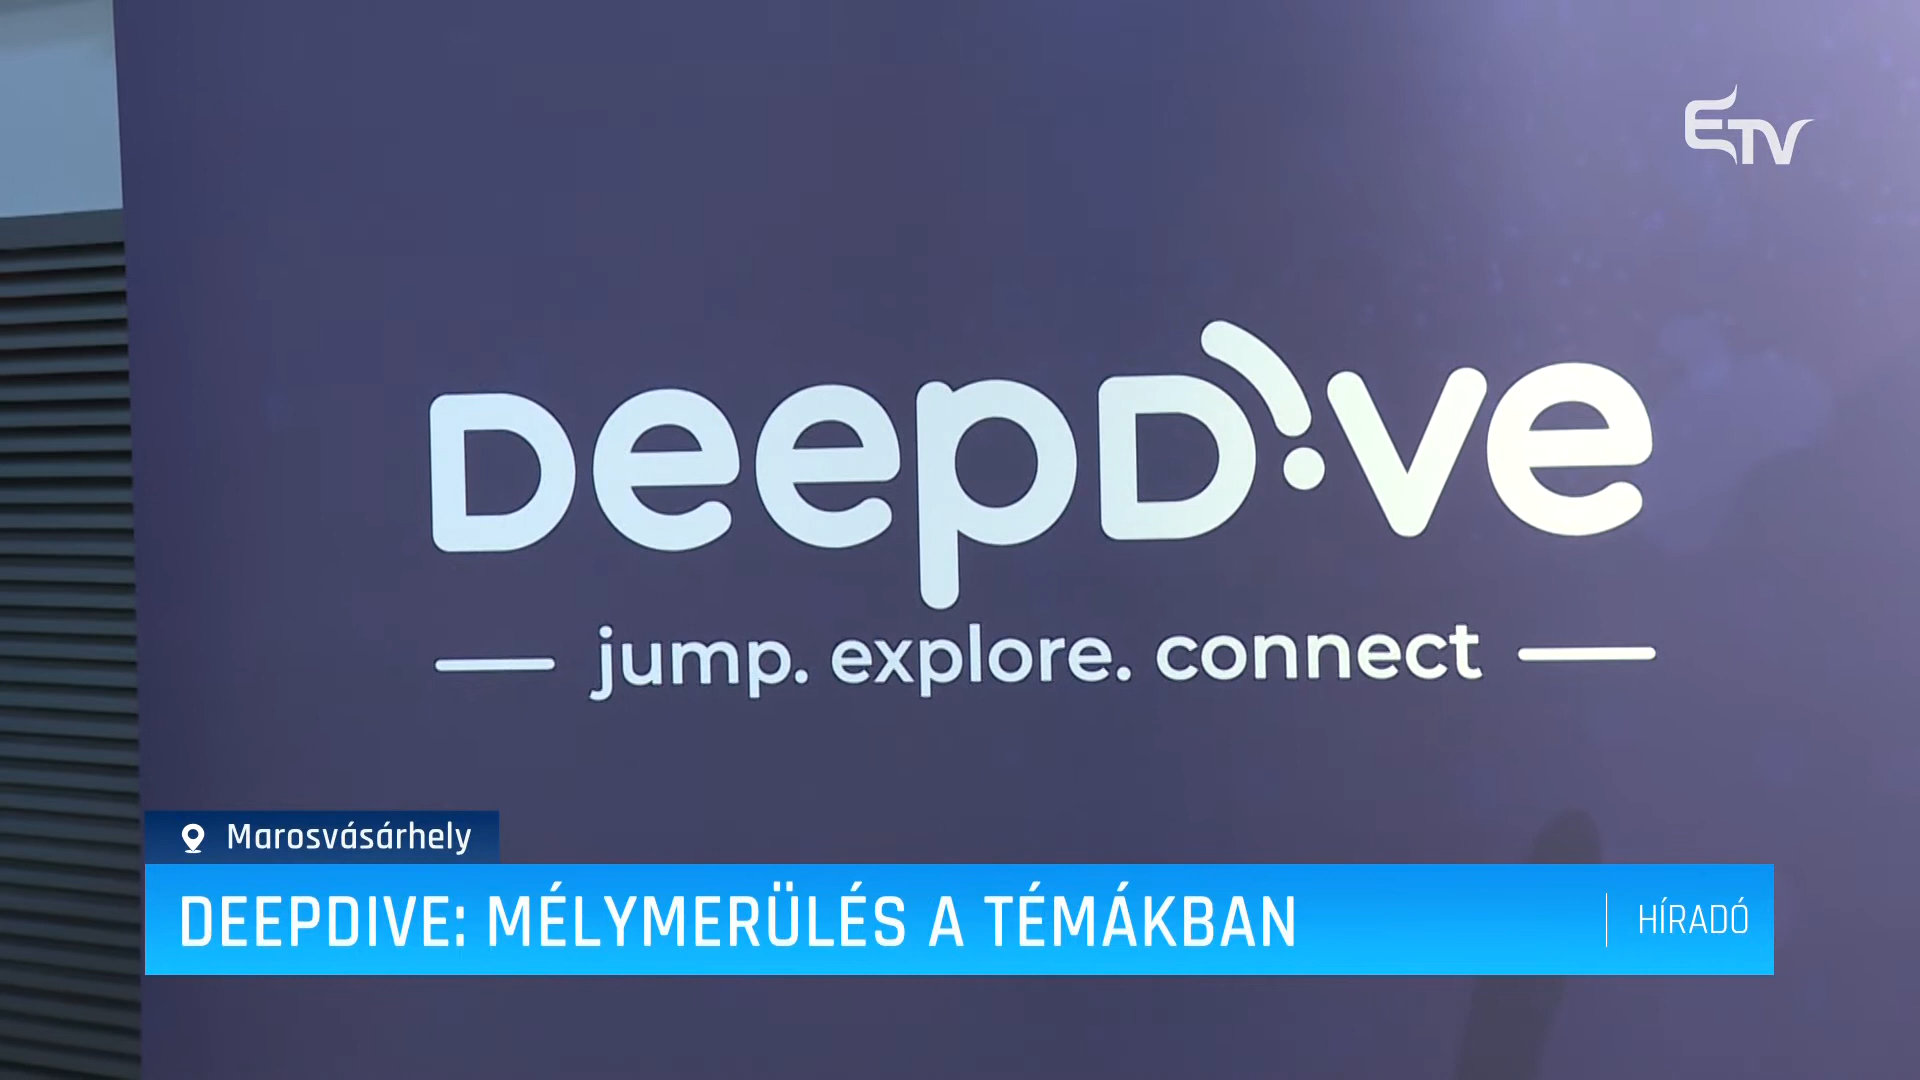 ETV
DeepDive
jump. explore. connect
Marosvásárhely
DEEPDIVE: MÉLYMERÜLÉS A TÉMÁKBAN
HÍRADÓ